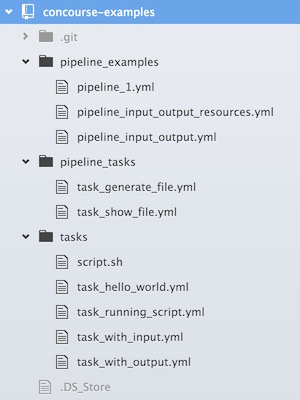 concourse-examples
.git
pipeline_examples
pipeline_1.yml
pipeline_input_output_resources.yml
pipeline_input_output.yml
pipeline_tasks
task_generate_file.yml
task_show_file.yml
tasks
script.sh
task_hello_world.yml
task_running_script.yml
task_with_input.yml
task_with_output.yml
.DS_Store